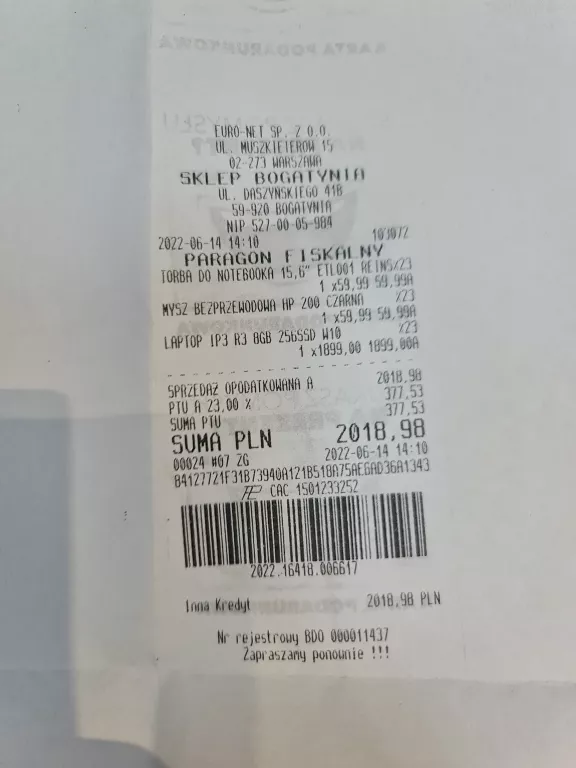 EURO-NET SP. Z O.O.
UL. MUSZKIETERÓW 15
02-273 WARSZAWA
SKLEP BOGATYNIA
UL. DASZYŃSKIEGO 41B
59-920 BOGATYNIA
NIP 527-00-05-984
2022-06-14 14:10 103072
PARAGON FISKALNY
TORBA DO NOTEBOOKA 15,6" ETL001 REINS%23
1 x59,99 59,99A
MYSZ BEZPRZEWODOWA HP 200 CZARNA %23
1 x59,99 59,99A
LAPTOP IP3 R3 8GB 256SSD W10 %23
1 x1899,00 1899,00A
SPRZEDAŻ OPODATKOWANA A 2018,98
PTU A 23,00 % 377,53
SUMA PTU 377,53
SUMA PLN 2018,98
00024 #07 ZG 2022-06-14 14:10
B4127721F31B73940A121B518A75AEGAD36A1343
CAC 1501233252
2022.16418.006617
Inna Kredyt 2018,98 PLN
Nr rejestrowy BDO 000011437
Zapraszamy ponownie !!!